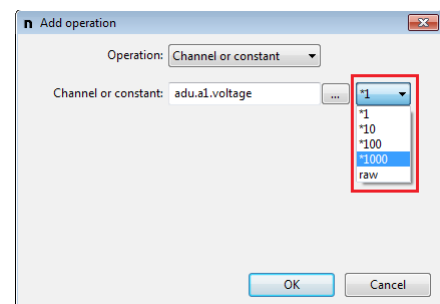 n Add operation
Operation: Channel or constant
Channel or constant: adu.a1.voltage ... *1
*1
*10
*100
*1000
raw
OK Cancel